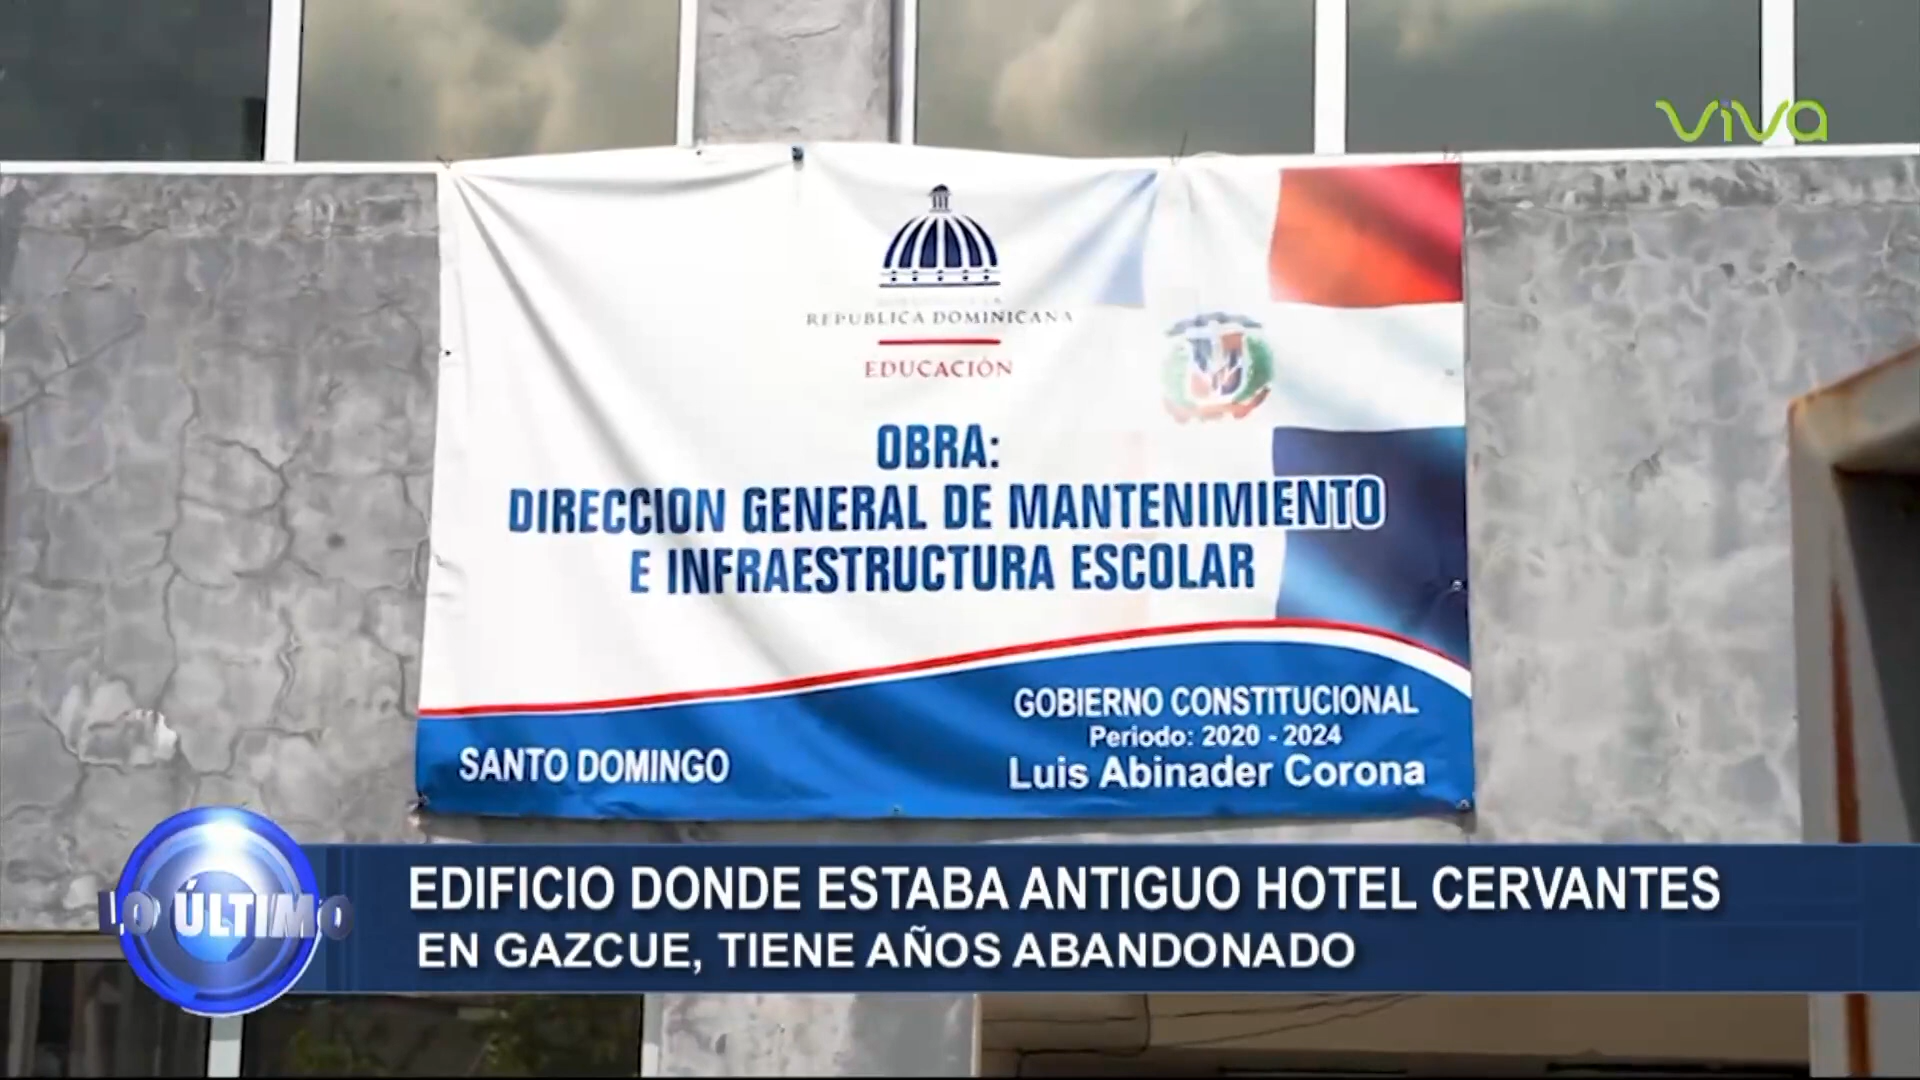 ViVa
REPÚBLICA DOMINICANA
EDUCACIÓN
OBRA:
DIRECCION GENERAL DE MANTENIMIENTO
E INFRAESTRUCTURA ESCOLAR
GOBIERNO CONSTITUCIONAL
Periodo: 2020 - 2024
SANTO DOMINGO
Luis Abinader Corona
LO ÚLTIMO
EDIFICIO DONDE ESTABA ANTIGUO HOTEL CERVANTES
EN GAZCUE, TIENE AÑOS ABANDONADO